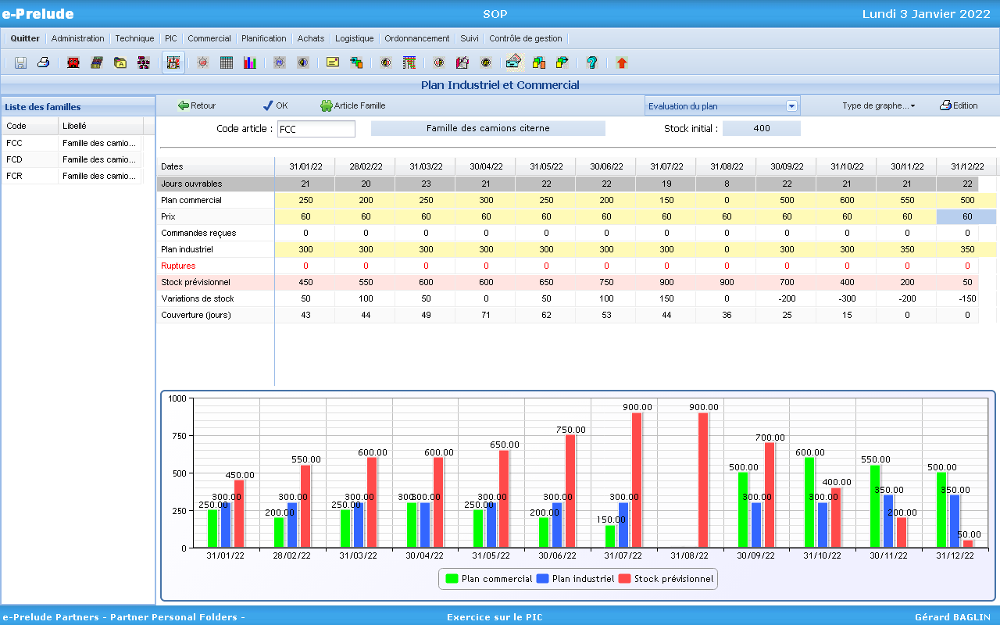 e-Prelude SOP Lundi 3 Janvier 2022
Quitter Administration Technique PIC Commercial Planification Achats Logistique Ordonnancement Suivi Contrôle de gestion
Plan Industriel et Commercial
Liste des familles
Code Libellé
FCC Famille des camio...
FCD Famille des camio...
FCR Famille des camio...
Retour OK Article Famille Evaluation du plan Type de graphe... Edition
Code article : FCC Famille des camions citerne Stock initial : 400
Dates 31/01/22 28/02/22 31/03/22 30/04/22 31/05/22 30/06/22 31/07/22 31/08/22 30/09/22 31/10/22 30/11/22 31/12/22
Jours ouvrables 21 20 23 21 22 22 19 8 22 21 21 22
Plan commercial 250 200 250 300 250 200 150 0 500 600 550 500
Prix 60 60 60 60 60 60 60 60 60 60 60 60
Commandes reçues 0 0 0 0 0 0 0 0 0 0 0 0
Plan industriel 300 300 300 300 300 300 300 0 300 300 350 350
Ruptures 0 0 0 0 0 0 0 0 0 0 0 0
Stock prévisionnel 450 550 600 600 650 750 900 900 700 400 200 50
Variations de stock 50 100 50 0 50 100 150 0 -200 -300 -200 -150
Couverture (jours) 43 44 49 71 62 53 44 36 25 15 0 0
1000
750
500
250
0
250.00 300.00 450.00
200.00 300.00 550.00
250.00 300.00 600.00
300.00 300.00 600.00
250.00 300.00 650.00
200.00 300.00 750.00
150.00 300.00 900.00
900.00
500.00 300.00 700.00
600.00 300.00 400.00
550.00 350.00 200.00
500.00 350.00 50.00
31/01/22 28/02/22 31/03/22 30/04/22 31/05/22 30/06/22 31/07/22 31/08/22 30/09/22 31/10/22 30/11/22 31/12/22
Plan commercial Plan industriel Stock prévisionnel
e-Prelude Partners - Partner Personal Folders - Exercice sur le PIC Gérard BAGLIN